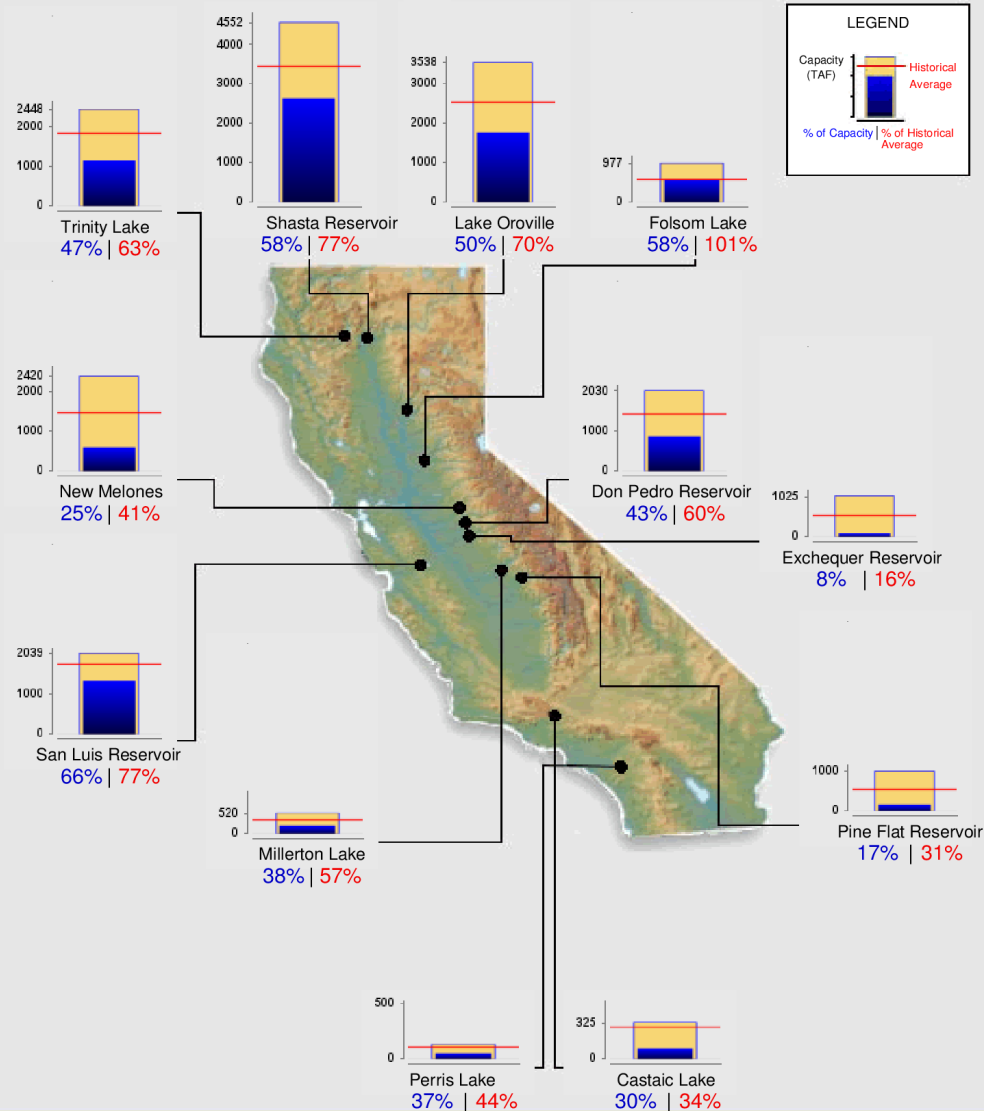 LEGEND
Capacity
(TAF)
Historical
Average
% of Capacity | % of Historical
Average
4552
4000
3000
2000
1000
0
Shasta Reservoir
58% | 77%
3538
3000
2000
1000
0
Lake Oroville
50% | 70%
977
0
Folsom Lake
58% | 101%
2448
2000
1000
0
Trinity Lake
47% | 63%
2420
2000
1000
0
New Melones
25% | 41%
2030
1000
0
Don Pedro Reservoir
43% | 60%
1025
0
Exchequer Reservoir
8% | 16%
2039
1000
0
San Luis Reservoir
66% | 77%
520
0
Millerton Lake
38% | 57%
1000
0
Pine Flat Reservoir
17% | 31%
500
0
Perris Lake
37% | 44%
325
0
Castaic Lake
30% | 34%